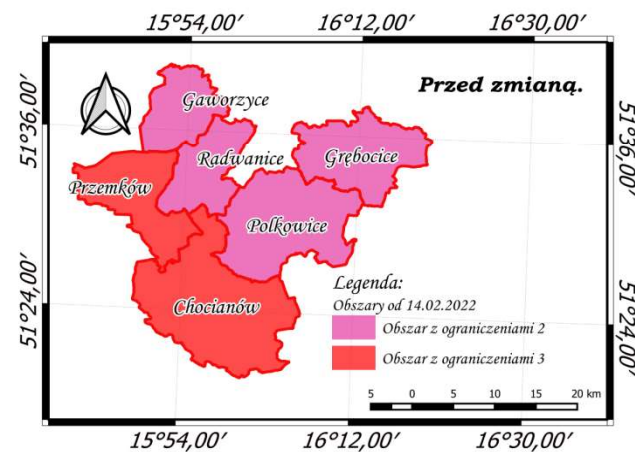 15°54,00′ 16°12,00′ 16°30,00′
Przed zmianą.
51°36,00′
51°36,00′
Gaworzyce
Radwanice
Grębocice
Przemków
Polkowice
Chocianów
51°24,00′
51°24,00′
Legenda:
Obszary od 14.02.2022
Obszar z ograniczeniami 2
Obszar z ograniczeniami 3
5 0 5 10 15 20 km
15°54,00′ 16°12,00′ 16°30,00′